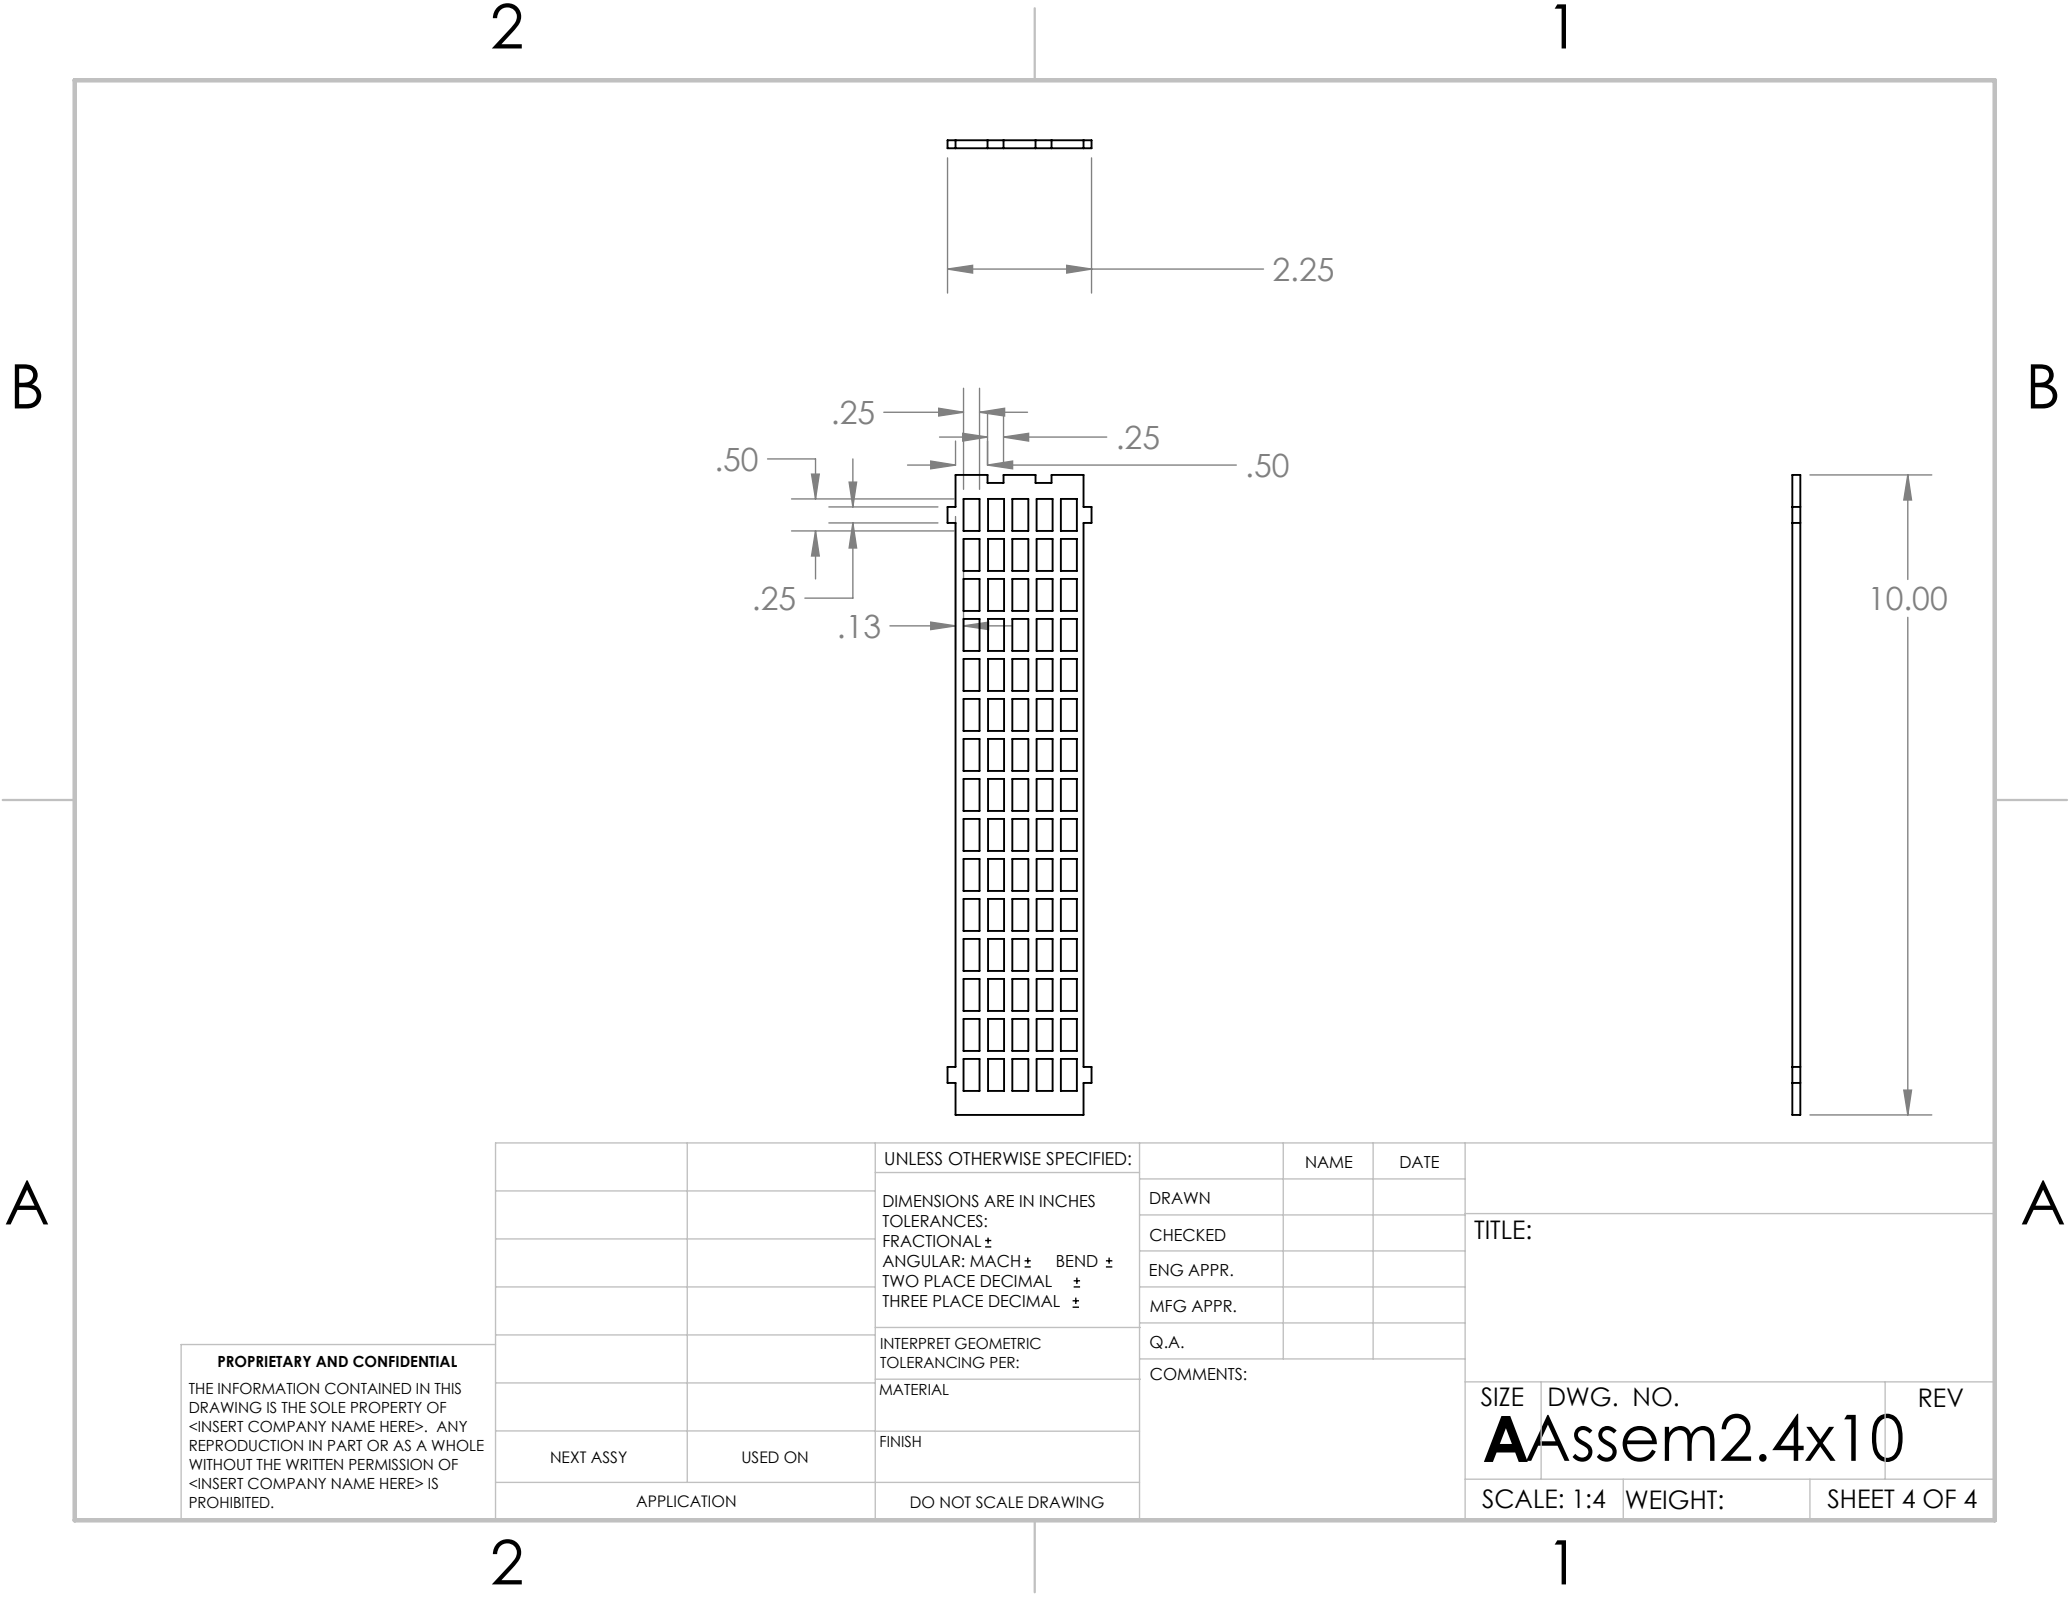 2 1
2.25
B B
.25
.25
.50 .50
.25
.13
10.00
A A
UNLESS OTHERWISE SPECIFIED:
DIMENSIONS ARE IN INCHES
TOLERANCES:
FRACTIONAL ±
ANGULAR: MACH ± BEND ±
TWO PLACE DECIMAL ±
THREE PLACE DECIMAL ±
INTERPRET GEOMETRIC
TOLERANCING PER:
MATERIAL
FINISH
DO NOT SCALE DRAWING
NAME DATE
DRAWN
CHECKED
ENG APPR.
MFG APPR.
Q.A.
COMMENTS:
TITLE:
SIZE DWG. NO. REV
A Assem2.4x10
SCALE: 1:4 WEIGHT: SHEET 4 OF 4
PROPRIETARY AND CONFIDENTIAL
THE INFORMATION CONTAINED IN THIS
DRAWING IS THE SOLE PROPERTY OF
<INSERT COMPANY NAME HERE>. ANY
REPRODUCTION IN PART OR AS A WHOLE
WITHOUT THE WRITTEN PERMISSION OF
<INSERT COMPANY NAME HERE> IS
PROHIBITED.
NEXT ASSY USED ON
APPLICATION
2 1